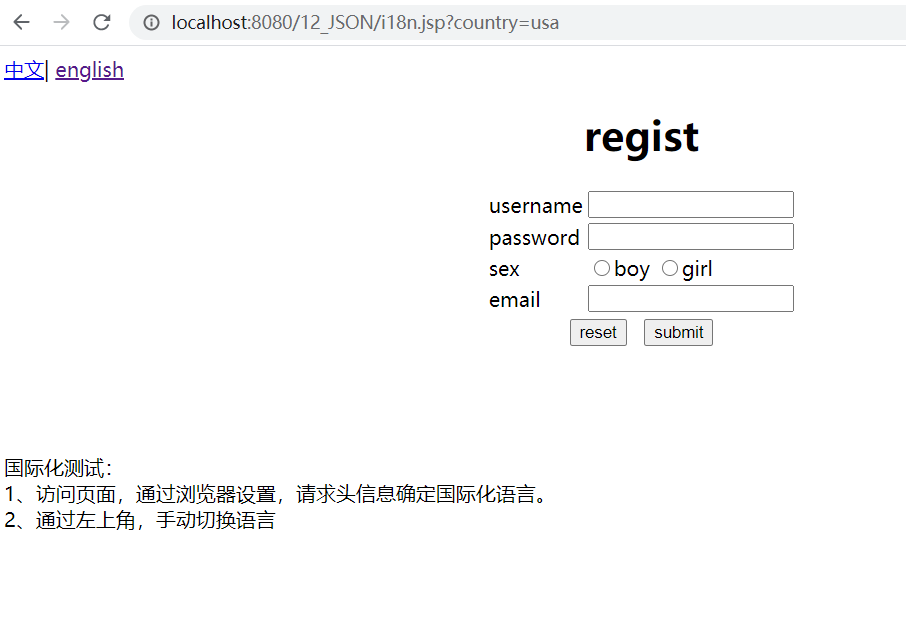 localhost:8080/12_JSON/i18n.jsp?country=usa
中文| english
regist
username
password
sex boy girl
email
reset submit
国际化测试：
1、访问页面，通过浏览器设置，请求头信息确定国际化语言。
2、通过左上角，手动切换语言